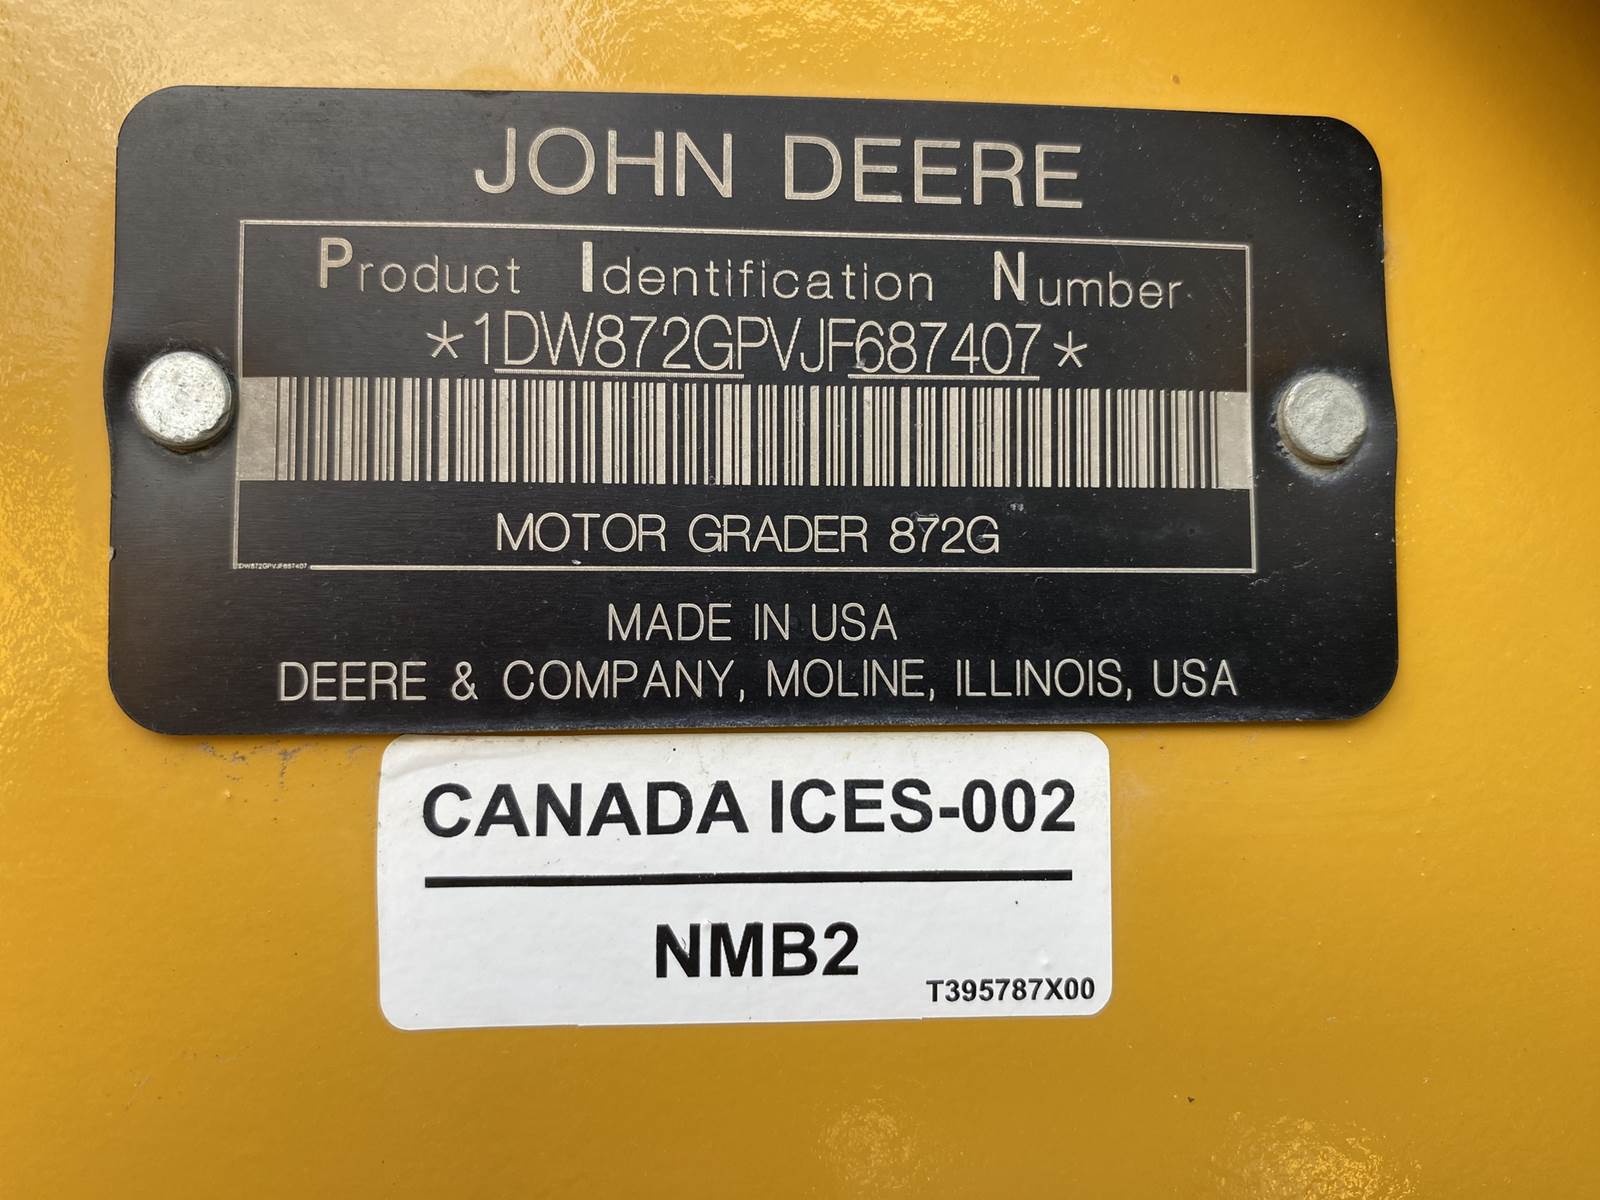 JOHN DEERE
Product Identification Number
*1DW872GPVJF687407*
MOTOR GRADER 872G
1DW872GPVJF687407
MADE IN USA
DEERE & COMPANY, MOLINE, ILLINOIS, USA
CANADA ICES-002
NMB2
T395787X00